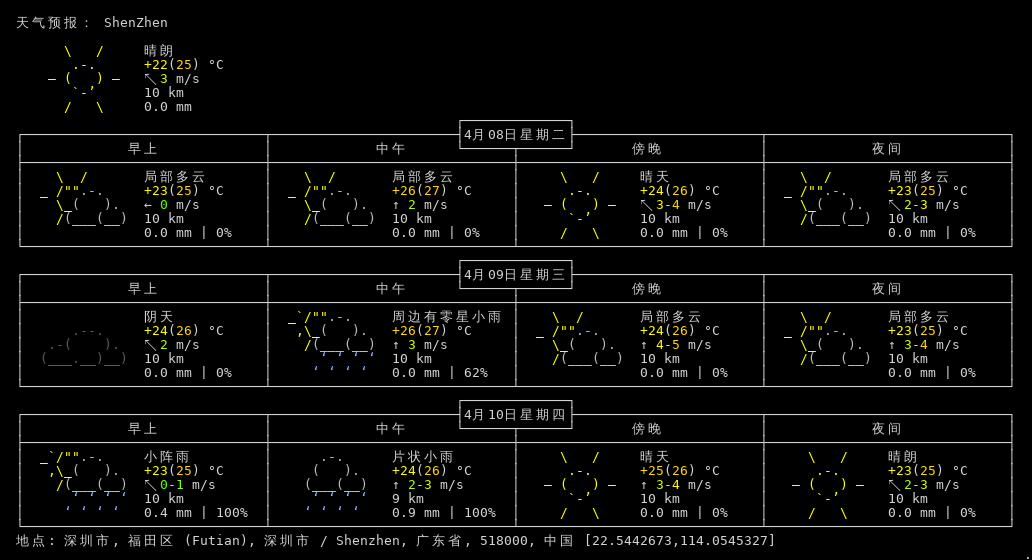 天气预报： ShenZhen
晴朗
+22(25) °C
↖ 3 m/s
10 km
0.0 mm
4月08日星期二
早上 中午 傍晚 夜间
局部多云 局部多云 晴天 局部多云
+23(25) °C +26(27) °C +24(26) °C +23(25) °C
← 0 m/s ↑ 2 m/s ↖ 3-4 m/s ↖ 2-3 m/s
10 km 10 km 10 km 10 km
0.0 mm | 0% 0.0 mm | 0% 0.0 mm | 0% 0.0 mm | 0%
4月09日星期三
早上 中午 傍晚 夜间
阴天 周边有零星小雨 局部多云 局部多云
+24(26) °C +26(27) °C +24(26) °C +23(25) °C
↖ 2 m/s ↑ 3 m/s ↑ 4-5 m/s ↑ 3-4 m/s
10 km 10 km 10 km 10 km
0.0 mm | 0% 0.0 mm | 62% 0.0 mm | 0% 0.0 mm | 0%
4月10日星期四
早上 中午 傍晚 夜间
小阵雨 片状小雨 晴天 晴朗
+23(25) °C +24(26) °C +25(26) °C +23(25) °C
↖ 0-1 m/s ↑ 2-3 m/s ↑ 3-4 m/s ↖ 2-3 m/s
10 km 9 km 10 km 10 km
0.4 mm | 100% 0.9 mm | 100% 0.0 mm | 0% 0.0 mm | 0%
地点: 深圳市, 福田区 (Futian), 深圳市 / Shenzhen, 广东省, 518000, 中国 [22.5442673,114.0545327]